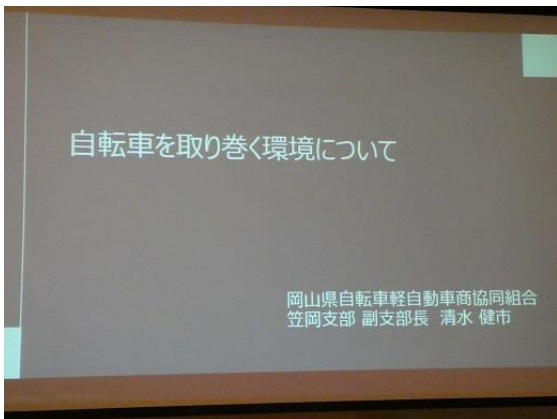 自転車を取り巻く環境について
岡山県自転車軽自動車商協同組合
笠岡支部 副支部長 清水 健市